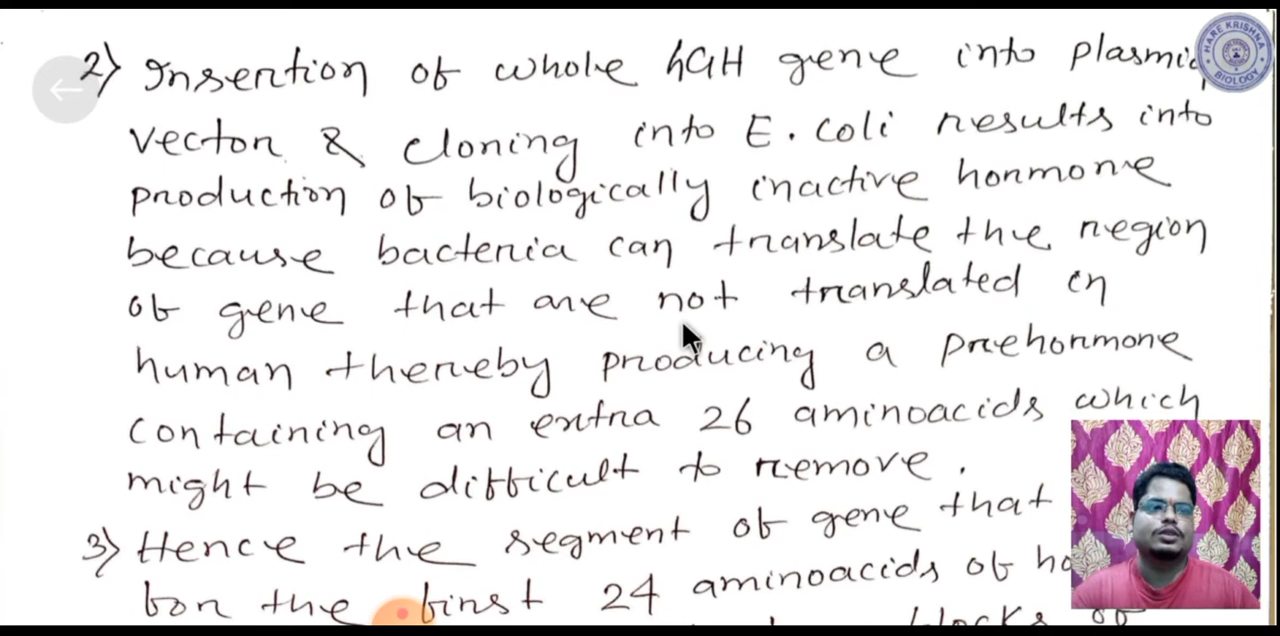 HARE KRISHNA
BIOLOGY
2) Insertion of whole hGH gene into plasmid
vector & cloning into E. coli results into
production of biologically inactive hormone
because bacteria can translate the region
of gene that are not translated in
human thereby producing a prehormone
containing an extra 26 aminoacids which
might be difficult to remove.
3) Hence the segment of gene that
for the first 24 aminoacids of